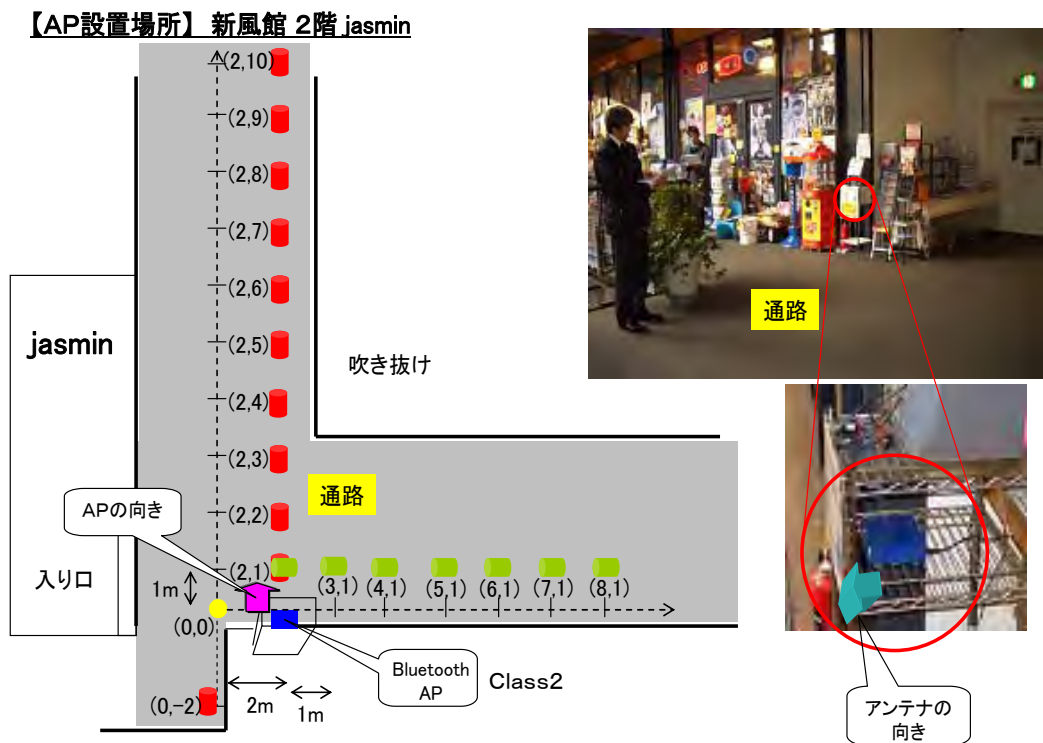 【AP設置場所】 新風館 2階 jasmin
(2,10)
(2,9)
(2,8)
(2,7)
(2,6)
(2,5)
(2,4)
(2,3)
(2,2)
(2,1)
jasmin
吹き抜け
通路
APの向き
入り口
1m
(0,0)
(3,1)
(4,1)
(5,1)
(6,1)
(7,1)
(8,1)
(0,-2)
2m
1m
Bluetooth
AP
Class2
通路
アンテナの
向き